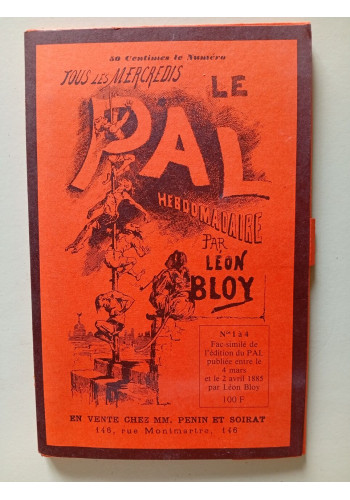 50 Centimes le Numéro
TOUS LES MERCREDIS
LE
PAL
HEBDOMADAIRE
PAR
LÉON
BLOY
Nos 1 à 4
Fac-similé de
l'édition du PAL
publiée entre le
4 mars
et le 2 avril 1885
par Léon Bloy
100 F
EN VENTE CHEZ MM. PENIN ET SOIRAT
146, rue Montmartre, 146